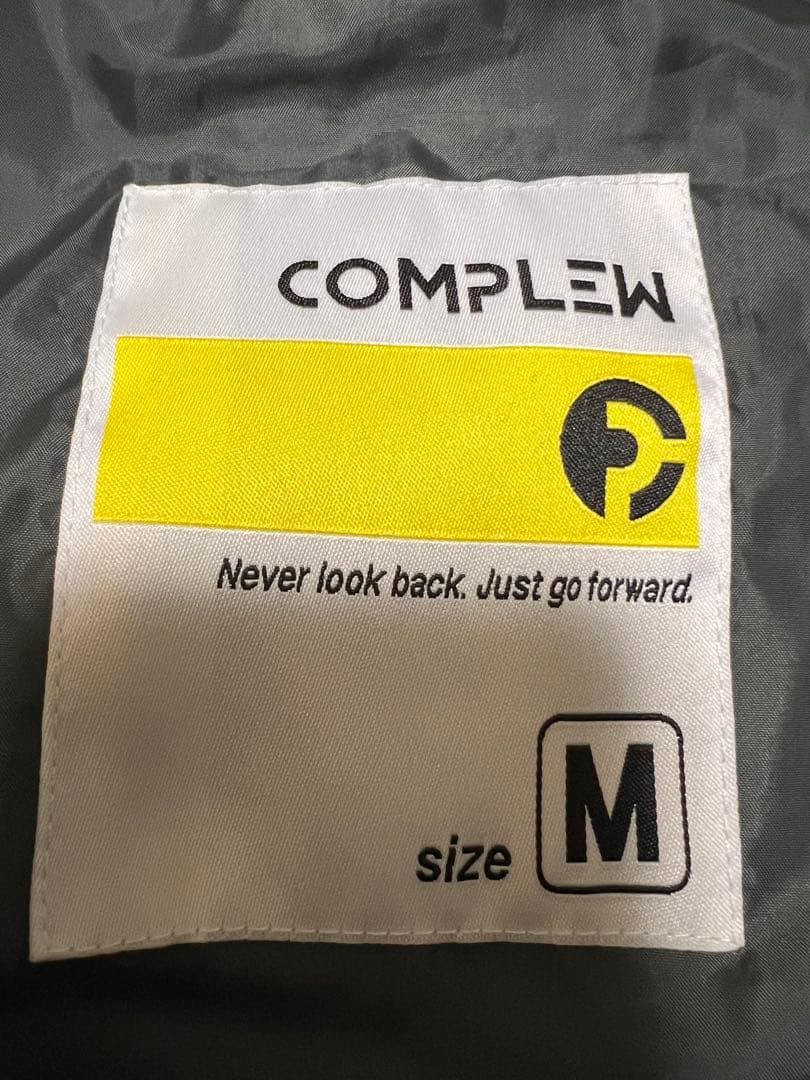 COMPLEW
Never look back. Just go forward.
size M